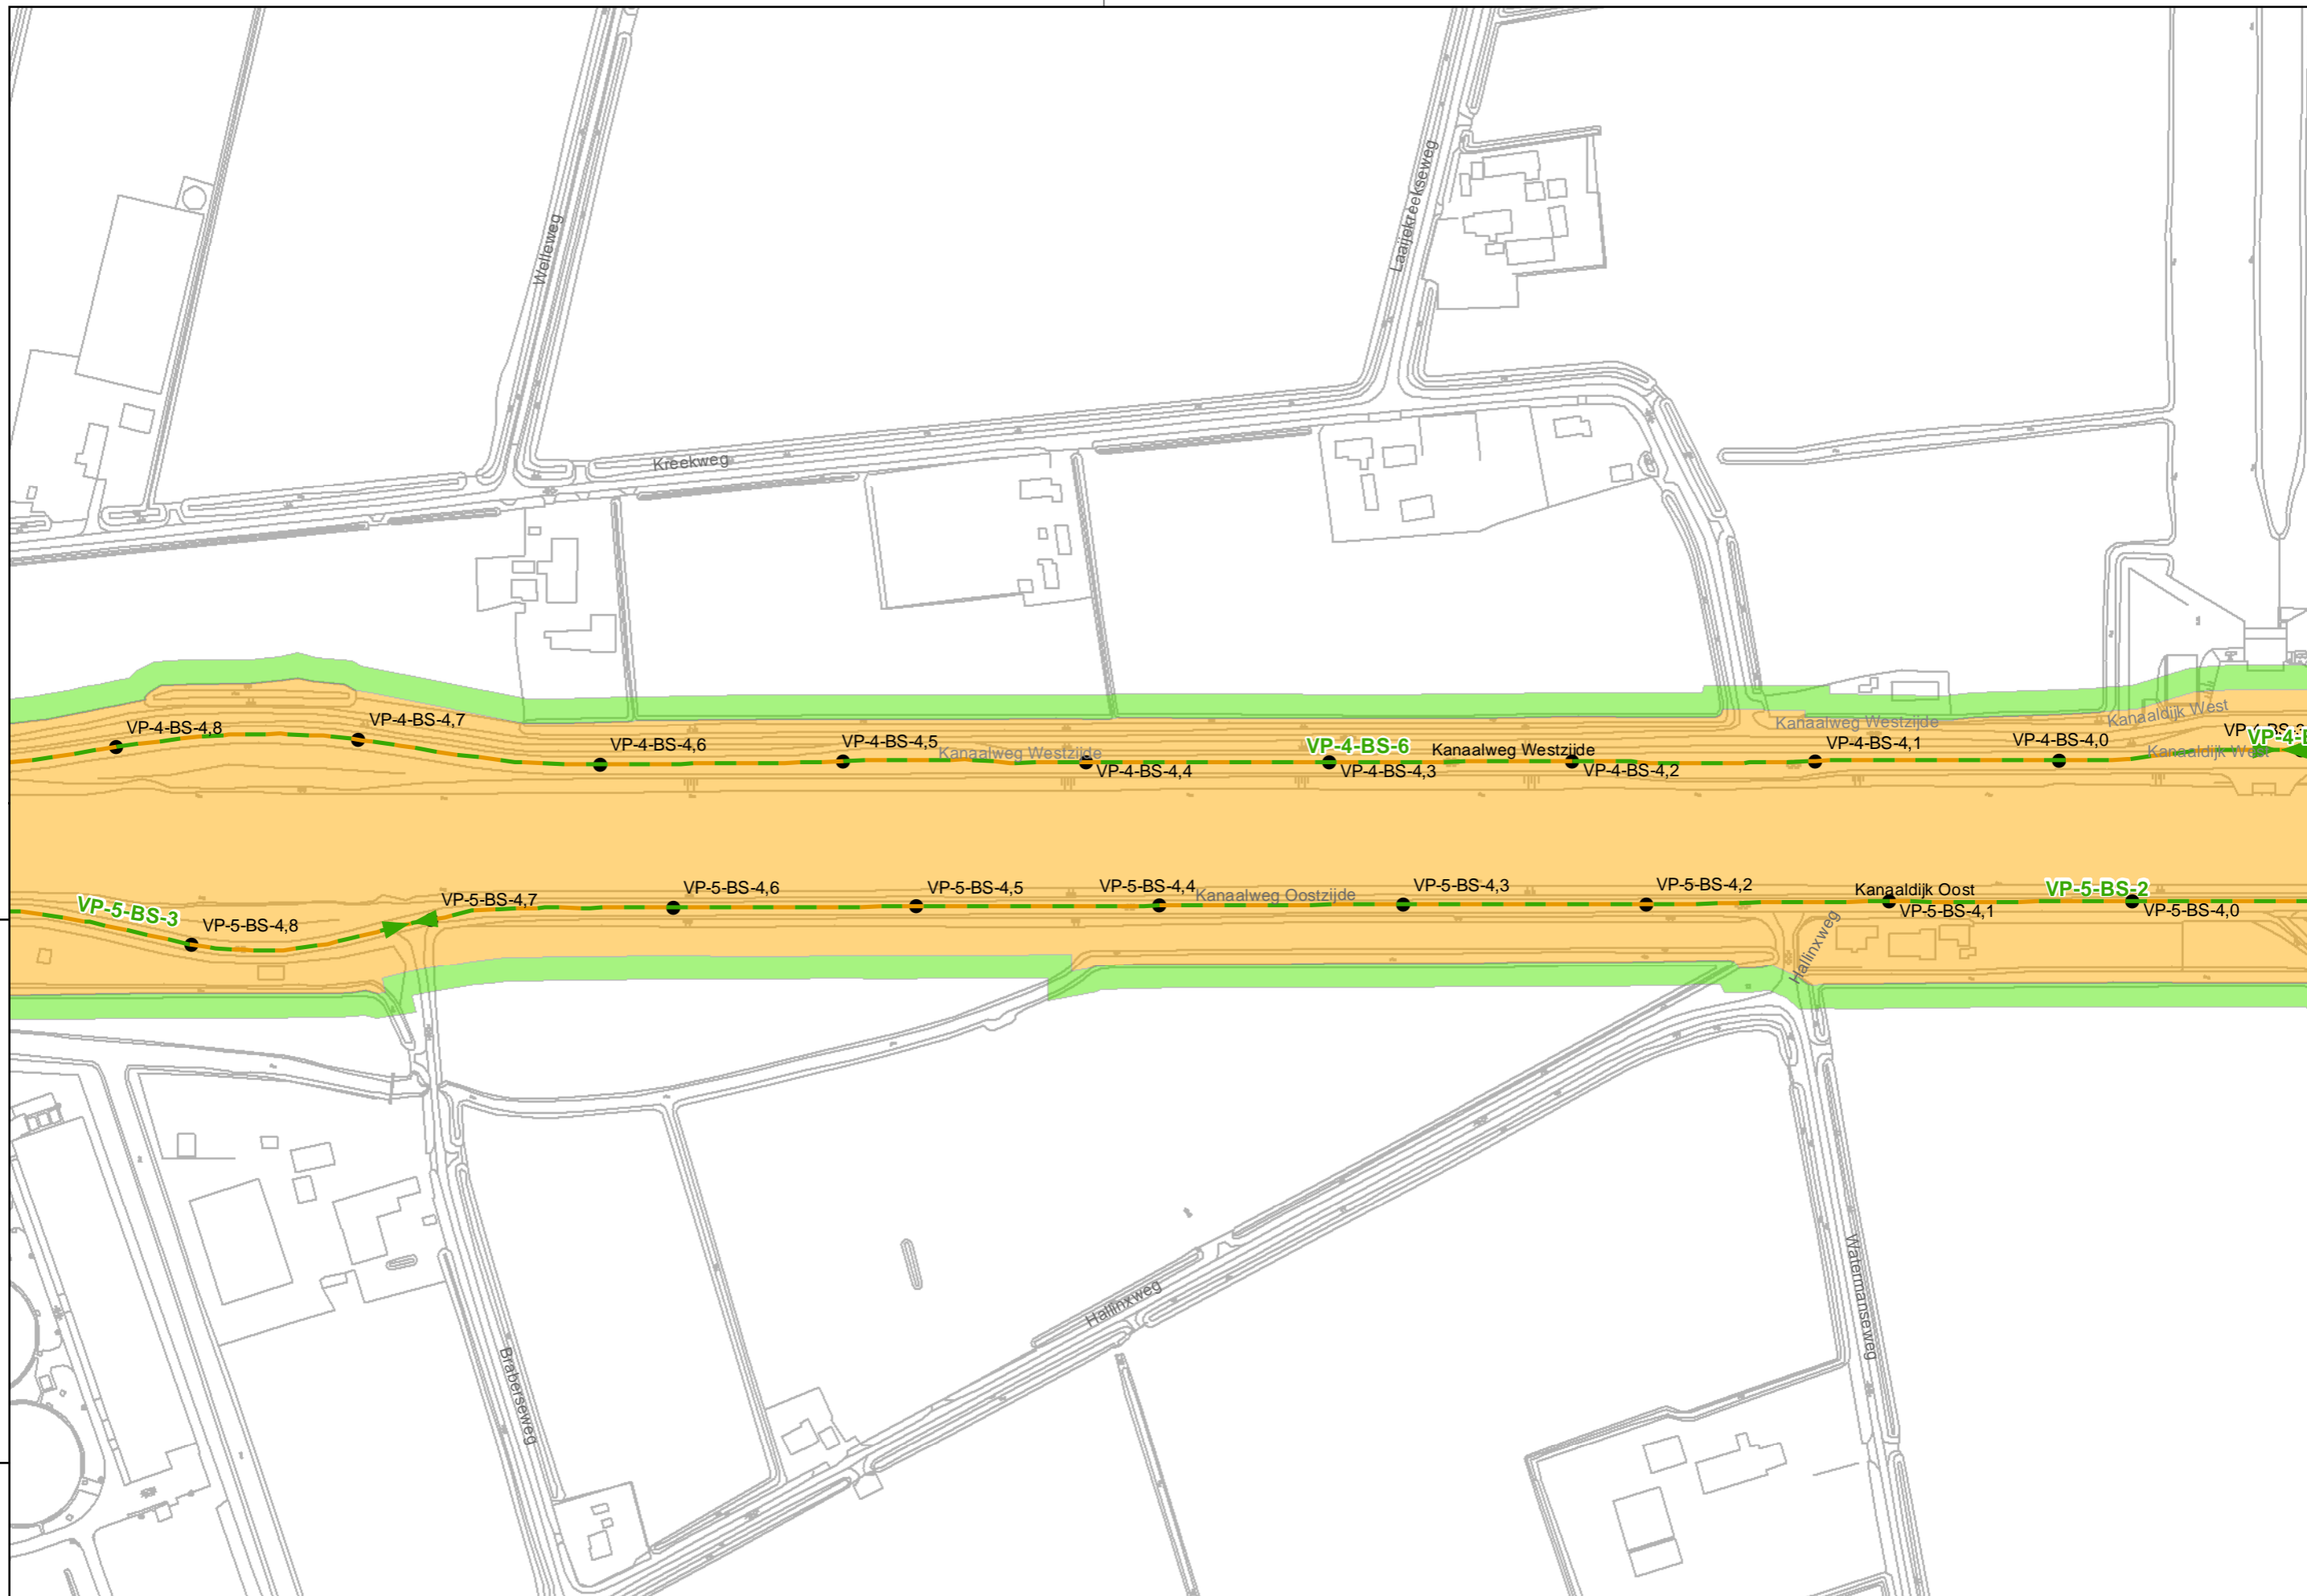 Welleweg
Laaijekreekseweg
Kreekweg
VP-4-BS-4,8
VP-4-BS-4,7
VP-4-BS-4,6
VP-4-BS-4,5
Kanaalweg Westzijde
VP-4-BS-4,4
VP-4-BS-6
VP-4-BS-4,3
Kanaalweg Westzijde
VP-4-BS-4,2
Kanaalweg Westzijde
VP-4-BS-4,1
VP-4-BS-4,0
Kanaaldijk West
Kanaaldijk West
VP-5-BS-3
VP-5-BS-4,8
VP-5-BS-4,7
VP-5-BS-4,6
VP-5-BS-4,5
VP-5-BS-4,4
Kanaalweg Oostzijde
VP-5-BS-4,3
VP-5-BS-4,2
Kanaaldijk Oost
VP-5-BS-4,1
VP-5-BS-2
VP-5-BS-4,0
Hallinxweg
Hallinxweg
Watermanseweg
Braberseweg